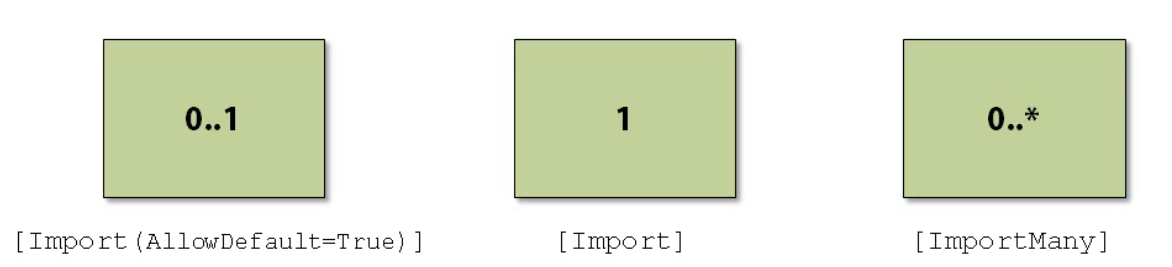 0..1
1
0..*
[Import(AllowDefault=True)]
[Import]
[ImportMany]